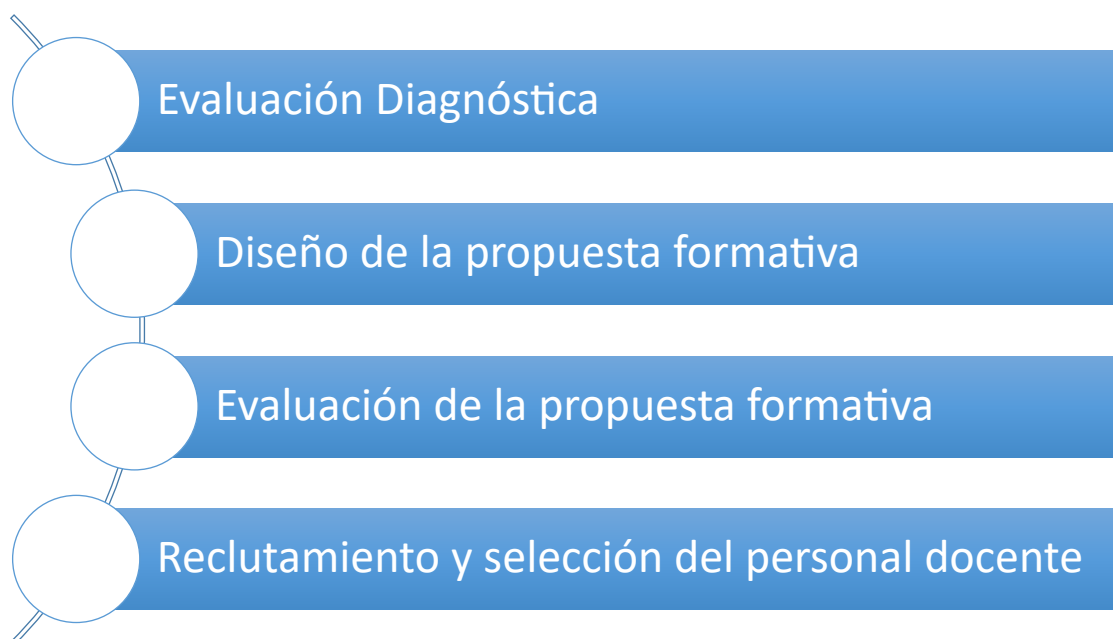 Evaluación Diagnóstica
Diseño de la propuesta formativa
Evaluación de la propuesta formativa
Reclutamiento y selección del personal docente